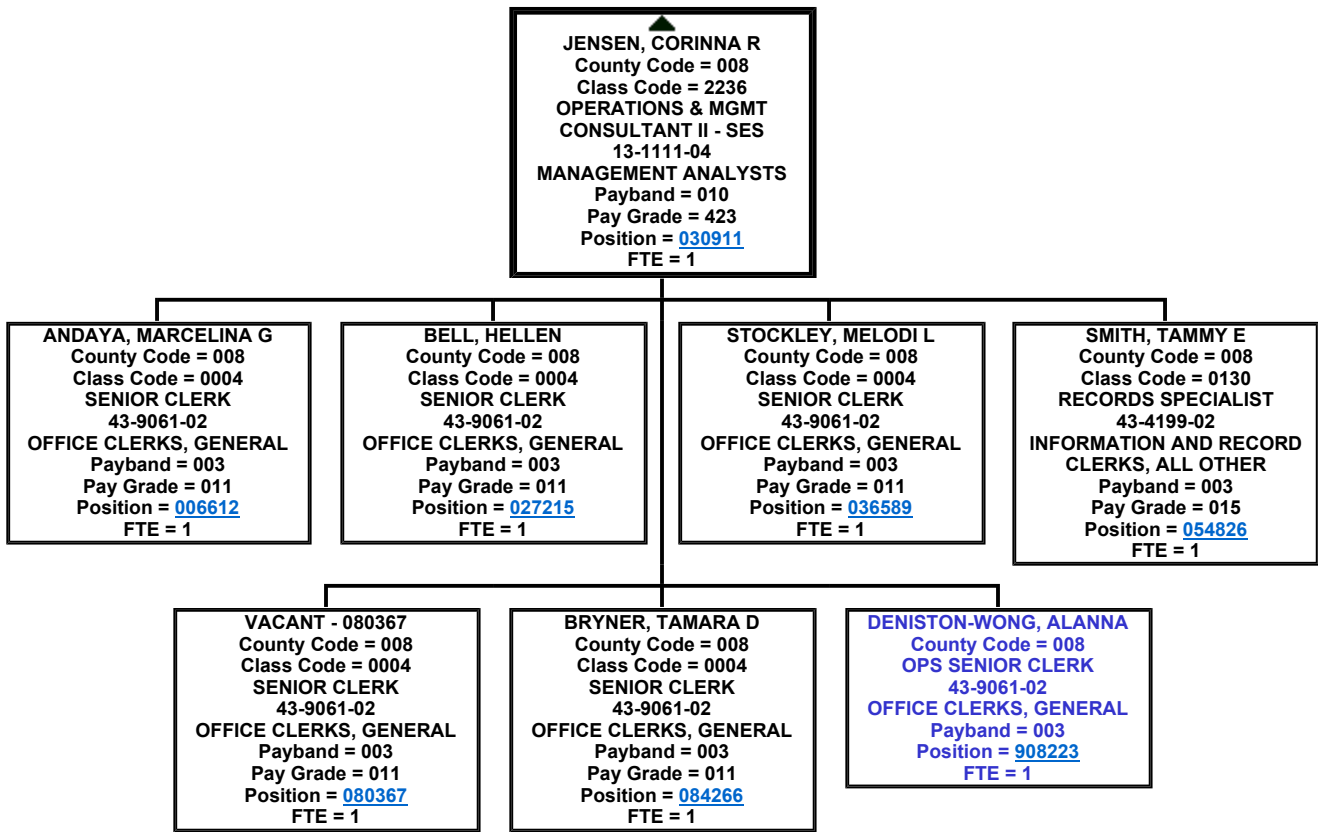 JENSEN, CORINNA R
County Code = 008
Class Code = 2236
OPERATIONS & MGMT
CONSULTANT II - SES
13-1111-04
MANAGEMENT ANALYSTS
Payband = 010
Pay Grade = 423
Position = 030911
FTE = 1
ANDAYA, MARCELINA G
County Code = 008
Class Code = 0004
SENIOR CLERK
43-9061-02
OFFICE CLERKS, GENERAL
Payband = 003
Pay Grade = 011
Position = 006612
FTE = 1
BELL, HELLEN
County Code = 008
Class Code = 0004
SENIOR CLERK
43-9061-02
OFFICE CLERKS, GENERAL
Payband = 003
Pay Grade = 011
Position = 027215
FTE = 1
STOCKLEY, MELODI L
County Code = 008
Class Code = 0004
SENIOR CLERK
43-9061-02
OFFICE CLERKS, GENERAL
Payband = 003
Pay Grade = 011
Position = 036589
FTE = 1
SMITH, TAMMY E
County Code = 008
Class Code = 0130
RECORDS SPECIALIST
43-4199-02
INFORMATION AND RECORD
CLERKS, ALL OTHER
Payband = 003
Pay Grade = 015
Position = 054826
FTE = 1
VACANT - 080367
County Code = 008
Class Code = 0004
SENIOR CLERK
43-9061-02
OFFICE CLERKS, GENERAL
Payband = 003
Pay Grade = 011
Position = 080367
FTE = 1
BRYNER, TAMARA D
County Code = 008
Class Code = 0004
SENIOR CLERK
43-9061-02
OFFICE CLERKS, GENERAL
Payband = 003
Pay Grade = 011
Position = 084266
FTE = 1
DENISTON-WONG, ALANNA
County Code = 008
OPS SENIOR CLERK
43-9061-02
OFFICE CLERKS, GENERAL
Payband = 003
Position = 908223
FTE = 1